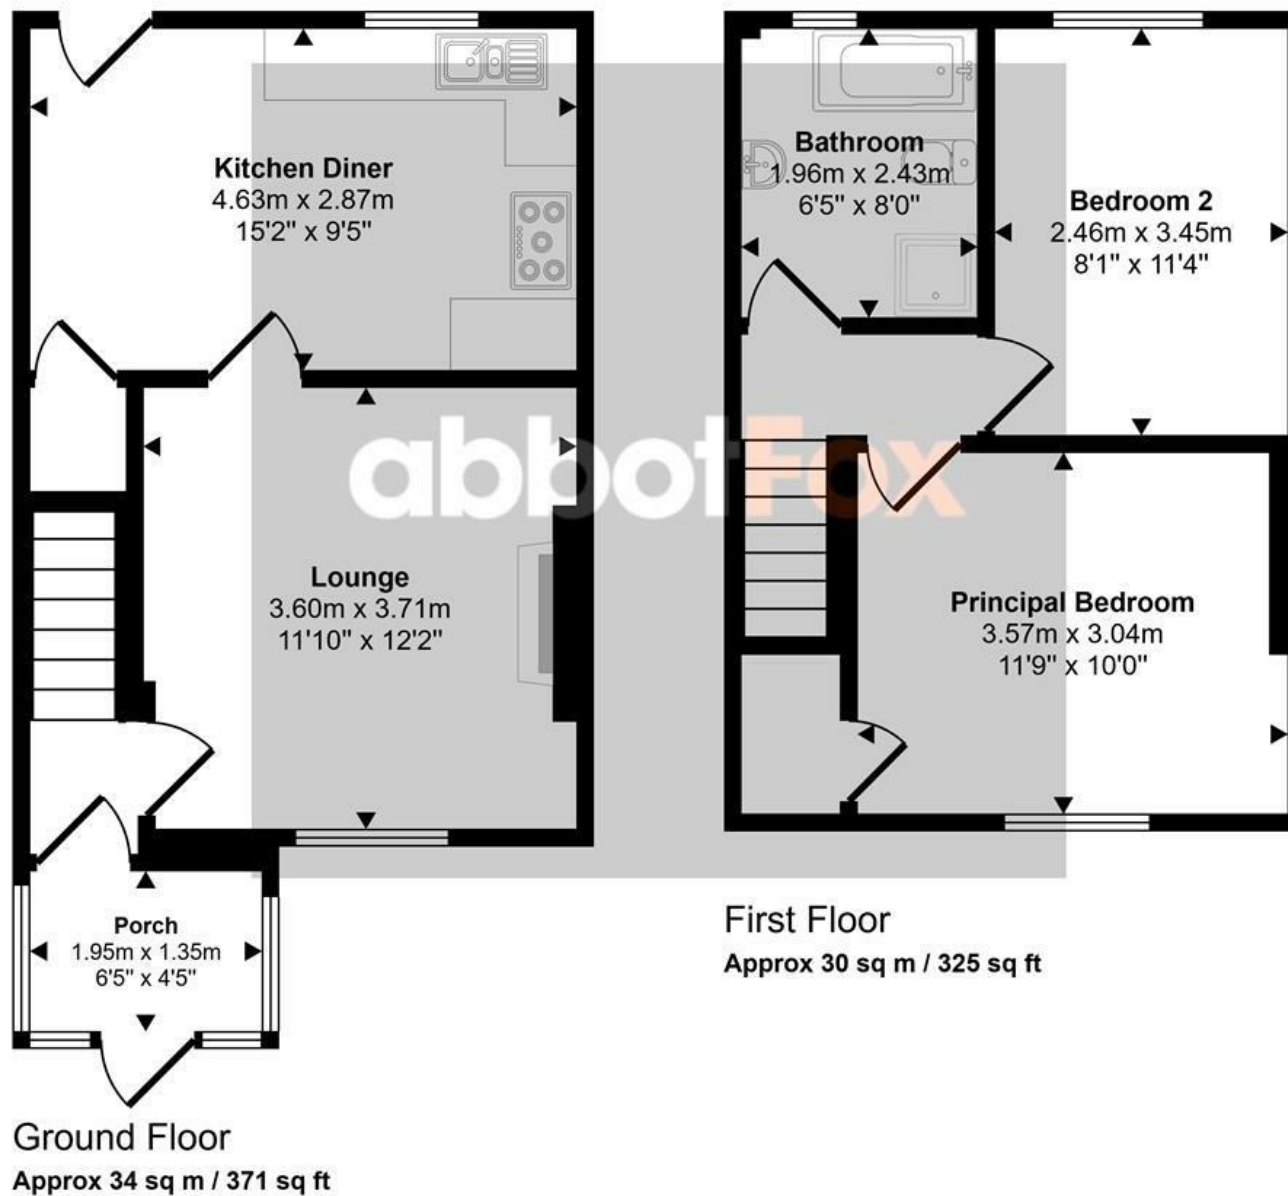 Kitchen Diner
4.63m x 2.87m
15'2" x 9'5"
Lounge
3.60m x 3.71m
11'10" x 12'2"
Porch
1.95m x 1.35m
6'5" x 4'5"
Ground Floor
Approx 34 sq m / 371 sq ft
Bathroom
1.96m x 2.43m
6'5" x 8'0"
Bedroom 2
2.46m x 3.45m
8'1" x 11'4"
Principal Bedroom
3.57m x 3.04m
11'9" x 10'0"
First Floor
Approx 30 sq m / 325 sq ft
abbotFox